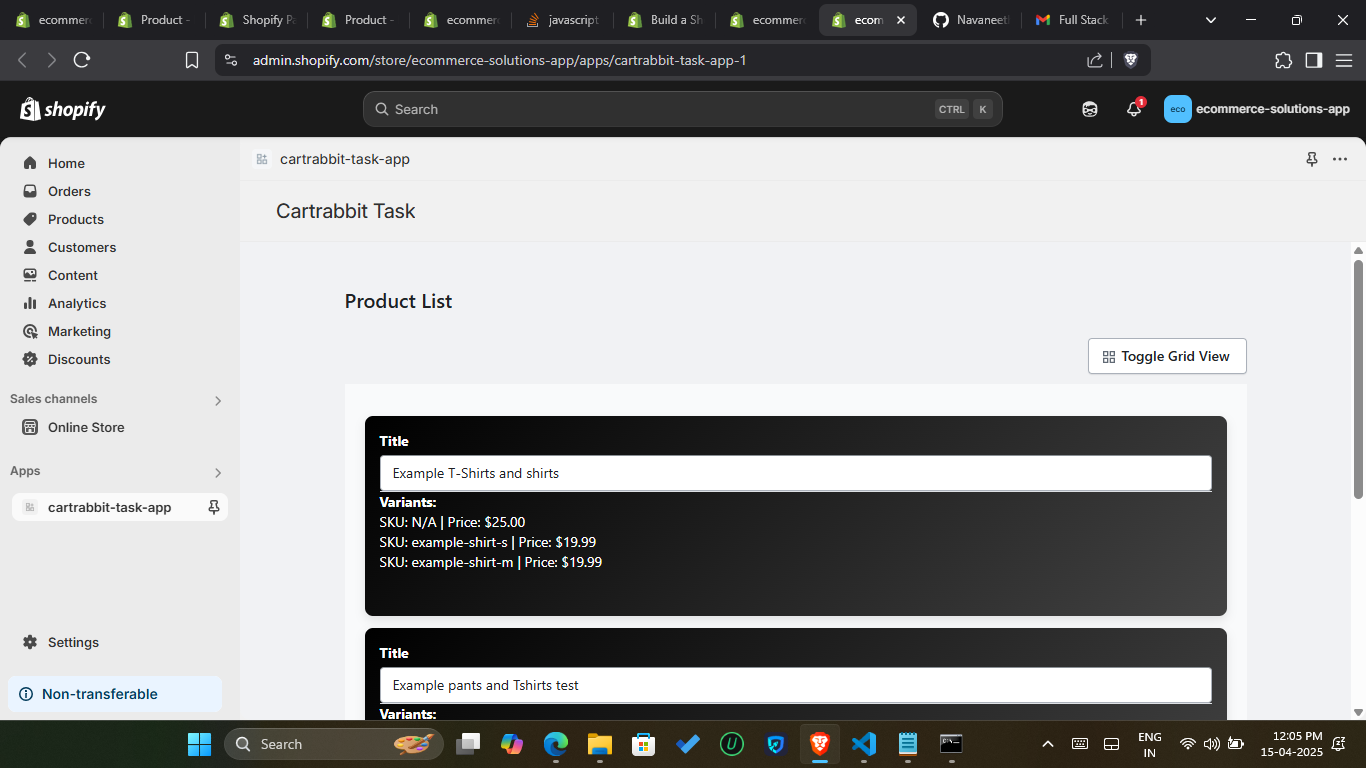 ecommerc
Product -
Shopify Pa
Product -
ecommerc
javascript
Build a Sh
ecommerc
ecom
Navaneeth
Full Stack
admin.shopify.com/store/ecommerce-solutions-app/apps/cartrabbit-task-app-1
shopify
Search
CTRL K
1
eco
ecommerce-solutions-app
Home
Orders
Products
Customers
Content
Analytics
Marketing
Discounts
Sales channels
Online Store
Apps
cartrabbit-task-app
Settings
Non-transferable
cartrabbit-task-app
Cartrabbit Task
Product List
Toggle Grid View
Title
Example T-Shirts and shirts
Variants:
SKU: N/A | Price: $25.00
SKU: example-shirt-s | Price: $19.99
SKU: example-shirt-m | Price: $19.99
Title
Example pants and Tshirts test
Variants:
Search
ENG
IN
12:05 PM
15-04-2025